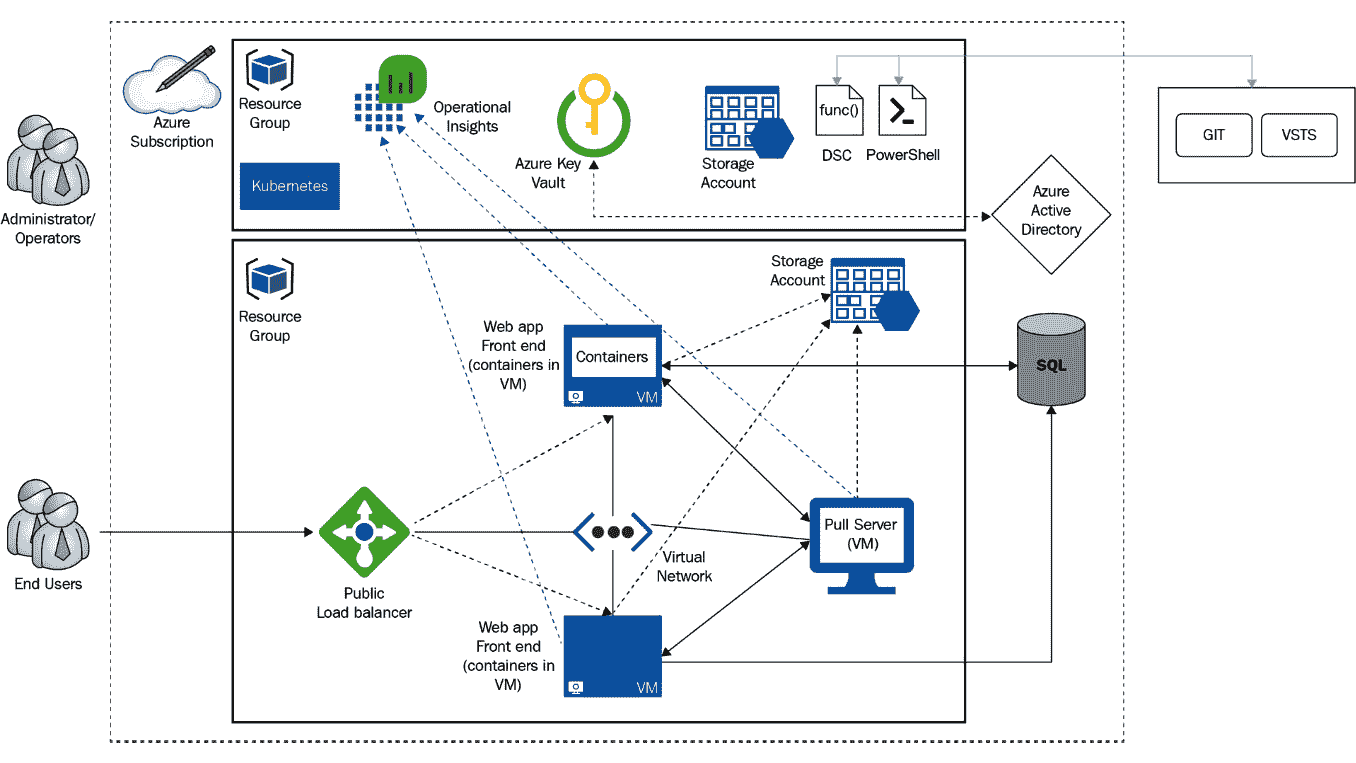 Azure
Subscription
Resource
Group
Operational
Insights
Kubernetes
Azure Key
Vault
Storage
Account
func()
DSC
PowerShell
GIT
VSTS
Administrator/
Operators
Azure
Active
Directory
Resource
Group
Storage
Account
Web app
Front end
(containers in
VM)
Containers
VM
SQL
End Users
Public
Load balancer
Virtual
Network
Pull Server
(VM)
Web app
Front end
(containers in
VM)
VM